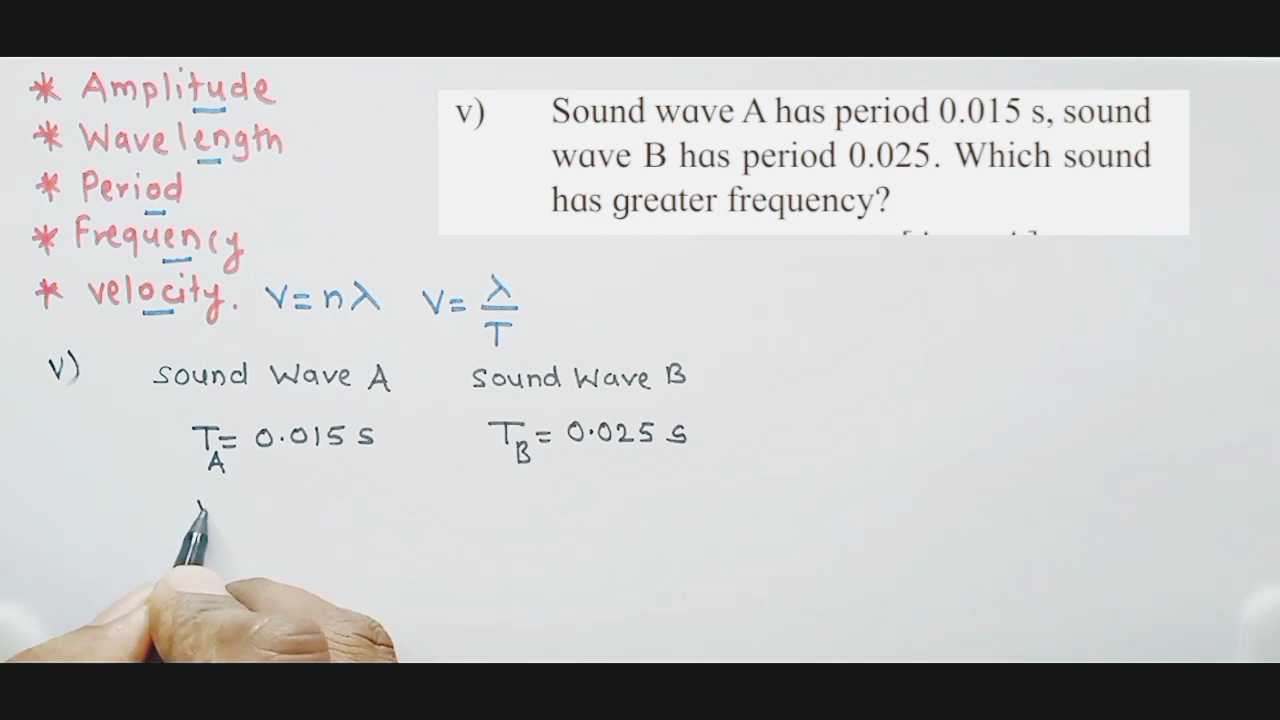 * Amplitude
* Wavelength
* Period
* Frequency
* velocity. V=nλ V=λ/T
v) Sound wave A has period 0.015 s, sound
wave B has period 0.025. Which sound
has greater frequency?
v) Sound Wave A Sound Wave B
T_A = 0.015 s T_B = 0.025 s